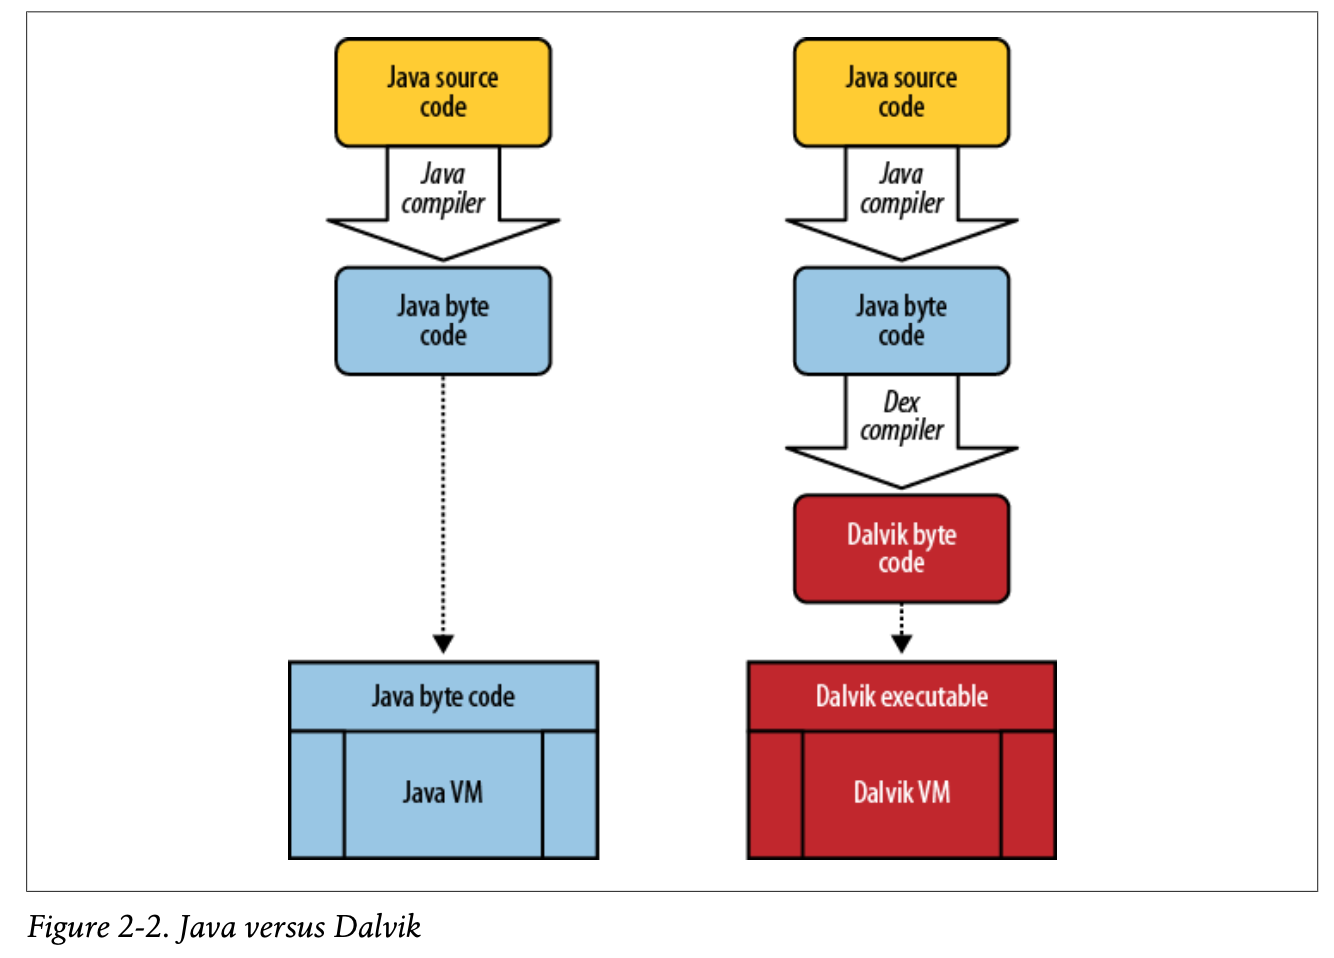 Java source
code
Java
compiler
Java byte
code
Java byte code
Java VM
Java source
code
Java
compiler
Java byte
code
Dex
compiler
Dalvik byte
code
Dalvik executable
Dalvik VM
Figure 2-2. Java versus Dalvik